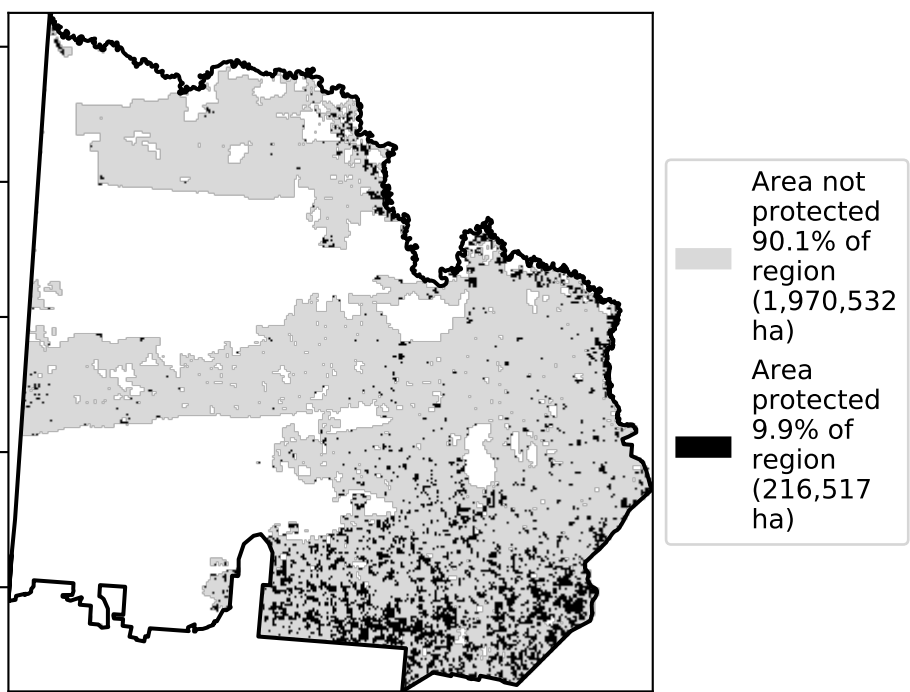 Area not
protected
90.1% of
region
(1,970,532
ha)
Area
protected
9.9% of
region
(216,517
ha)